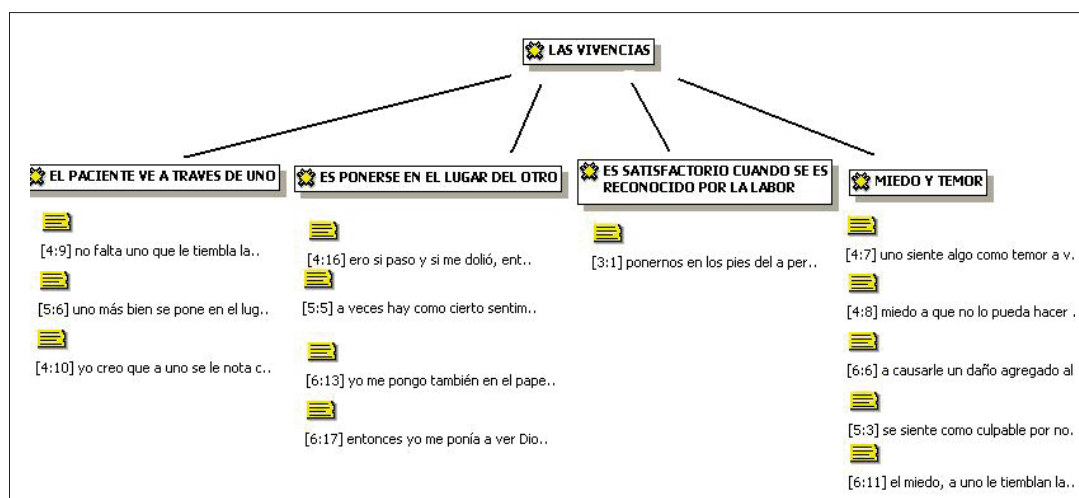 LAS VIVENCIAS
EL PACIENTE VE A TRAVES DE UNO
[4:9] no falta uno que le tiembla la..
[5:6] uno más bien se pone en el lug..
[4:10] yo creo que a uno se le nota c..
ES PONERSE EN EL LUGAR DEL OTRO
[4:16] ero si paso y si me dolió, ent..
[5:5] a veces hay como cierto sentim..
[6:13] yo me pongo también en el pape..
[6:17] entonces yo me ponía a ver Dio..
ES SATISFACTORIO CUANDO SE ES
RECONOCIDO POR LA LABOR
[3:1] ponernos en los pies del a per..
MIEDO Y TEMOR
[4:7] uno siente algo como temor a v.
[4:8] miedo a que no lo pueda hacer .
[6:6] a causarle un daño agregado al
[5:3] se siente como culpable por no.
[6:11] el miedo, a uno le tiemblan la..